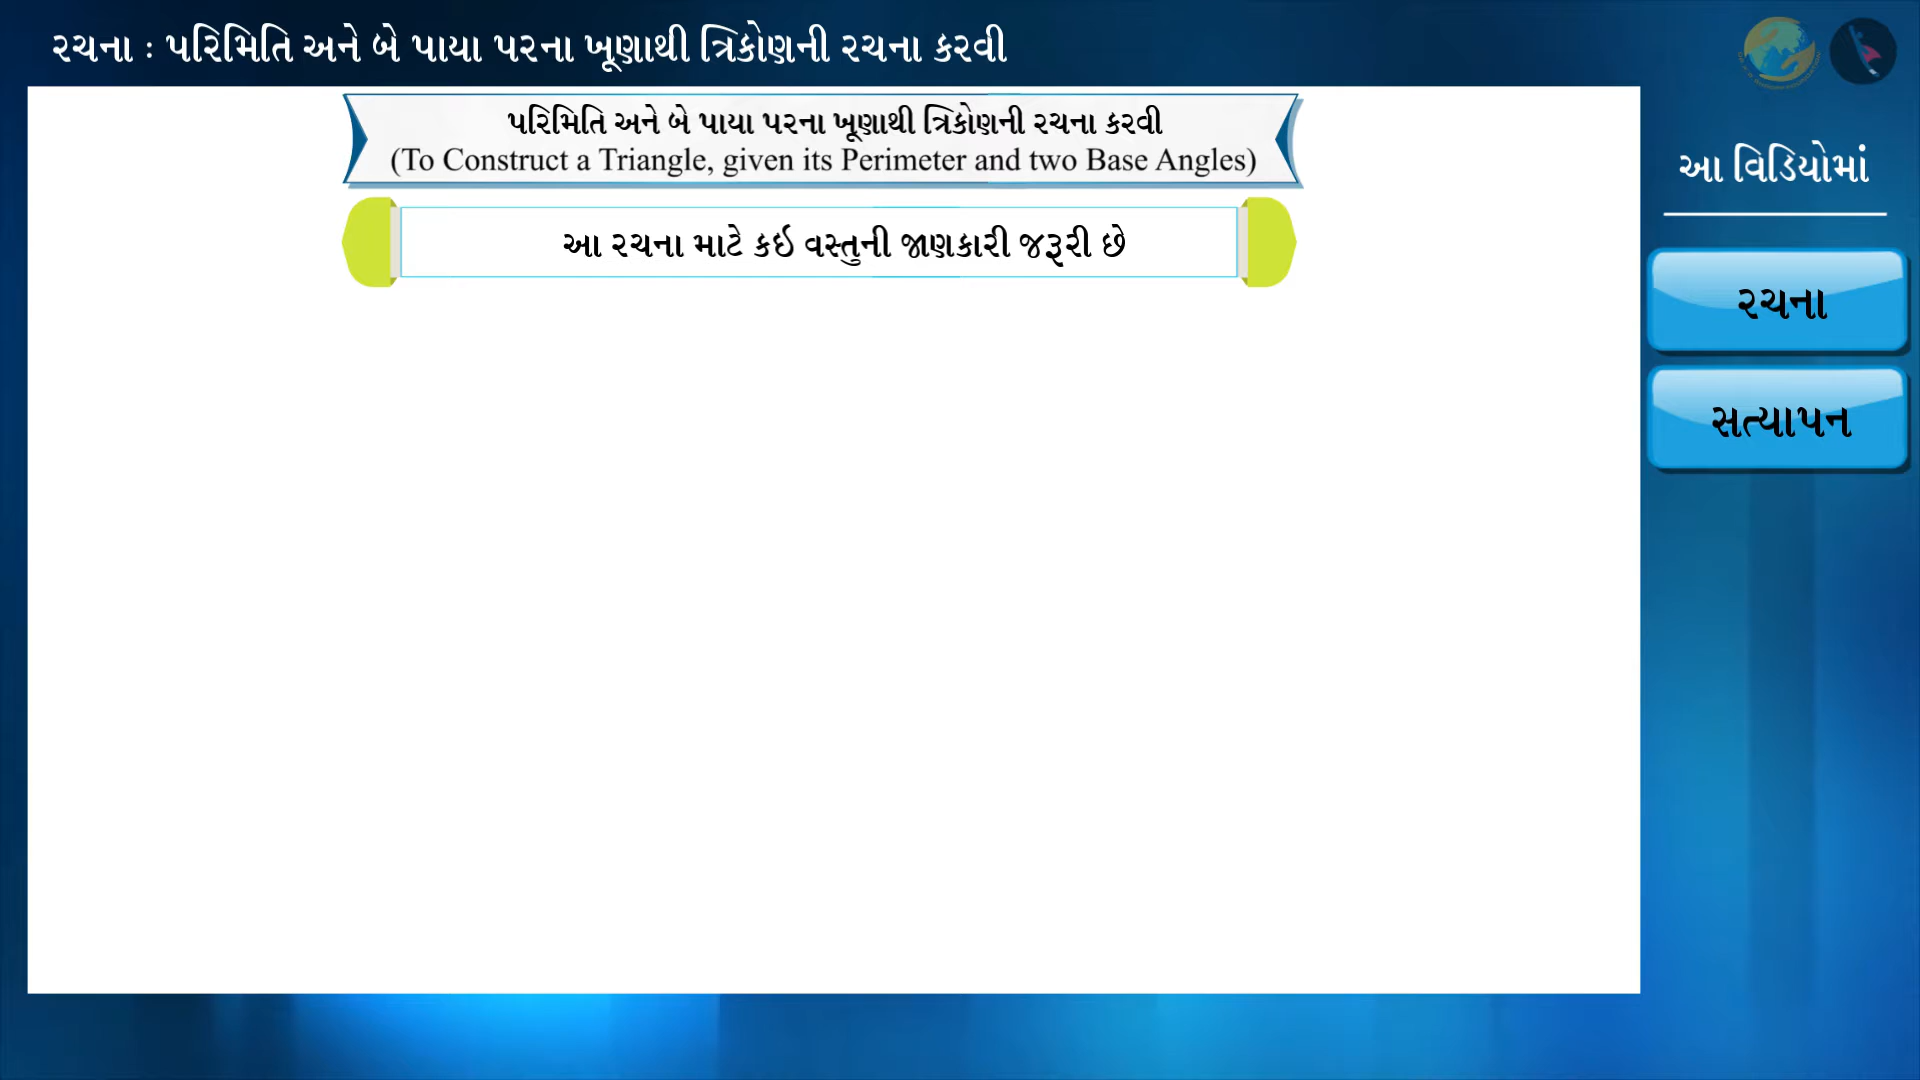 રચના : પરિમિતિ અને બે પાયા પરના ખૂણાથી ત્રિકોણની રચના કરવી
પરિમિતિ અને બે પાયા પરના ખૂણાથી ત્રિકોણની રચના કરવી
(To Construct a Triangle, given its Perimeter and two Base Angles)
આ રચના માટે કઇ વસ્તુની જાણકારી જરૂરી છે
આ વિડિયોમાં
રચના
સત્યાપન